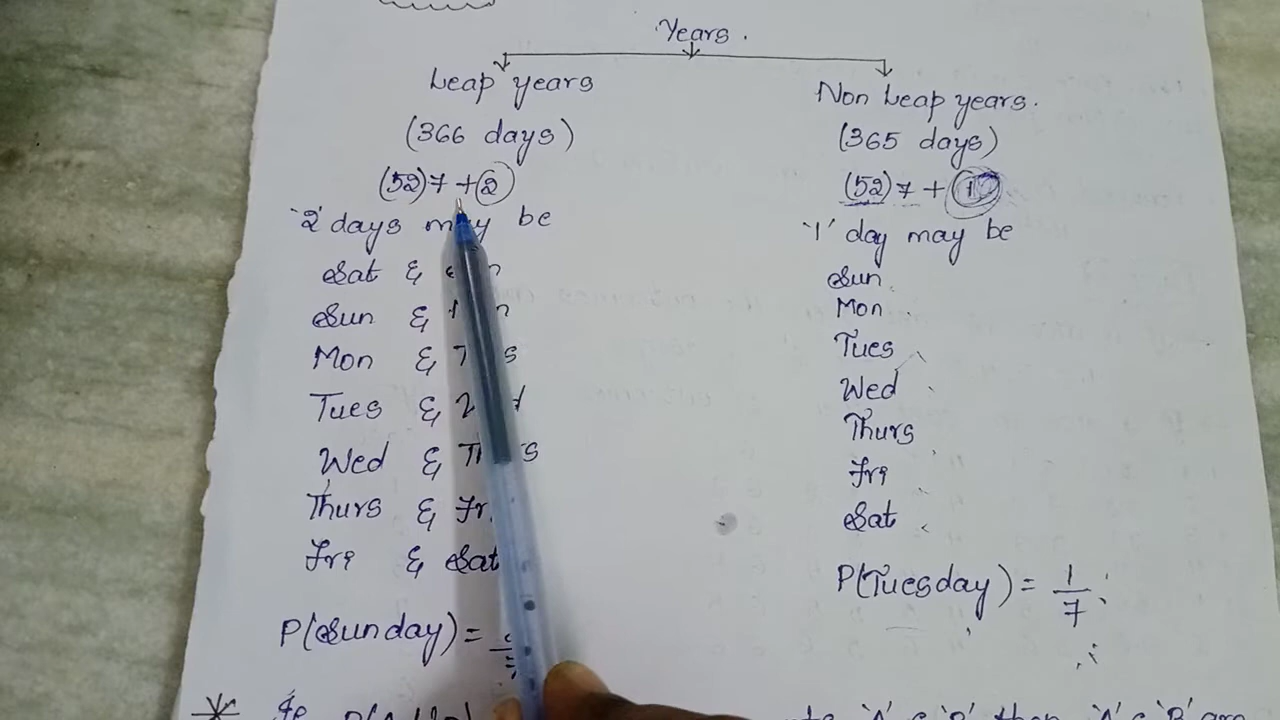 Years.
Leap years
(366 days)
(52)7 + 2
'2' days may be
Sat &
Sun &
Mon &
Tues &
Wed &
Thurs & Fri
Fri & Sat
P(Sunday) =
Non Leap years.
(365 days)
(52)7 + 1
'1' day may be
Sun
Mon
Tues
Wed
Thurs
Fri
Sat
P(Tuesday) = 1/7
then 'A' & 'B' are